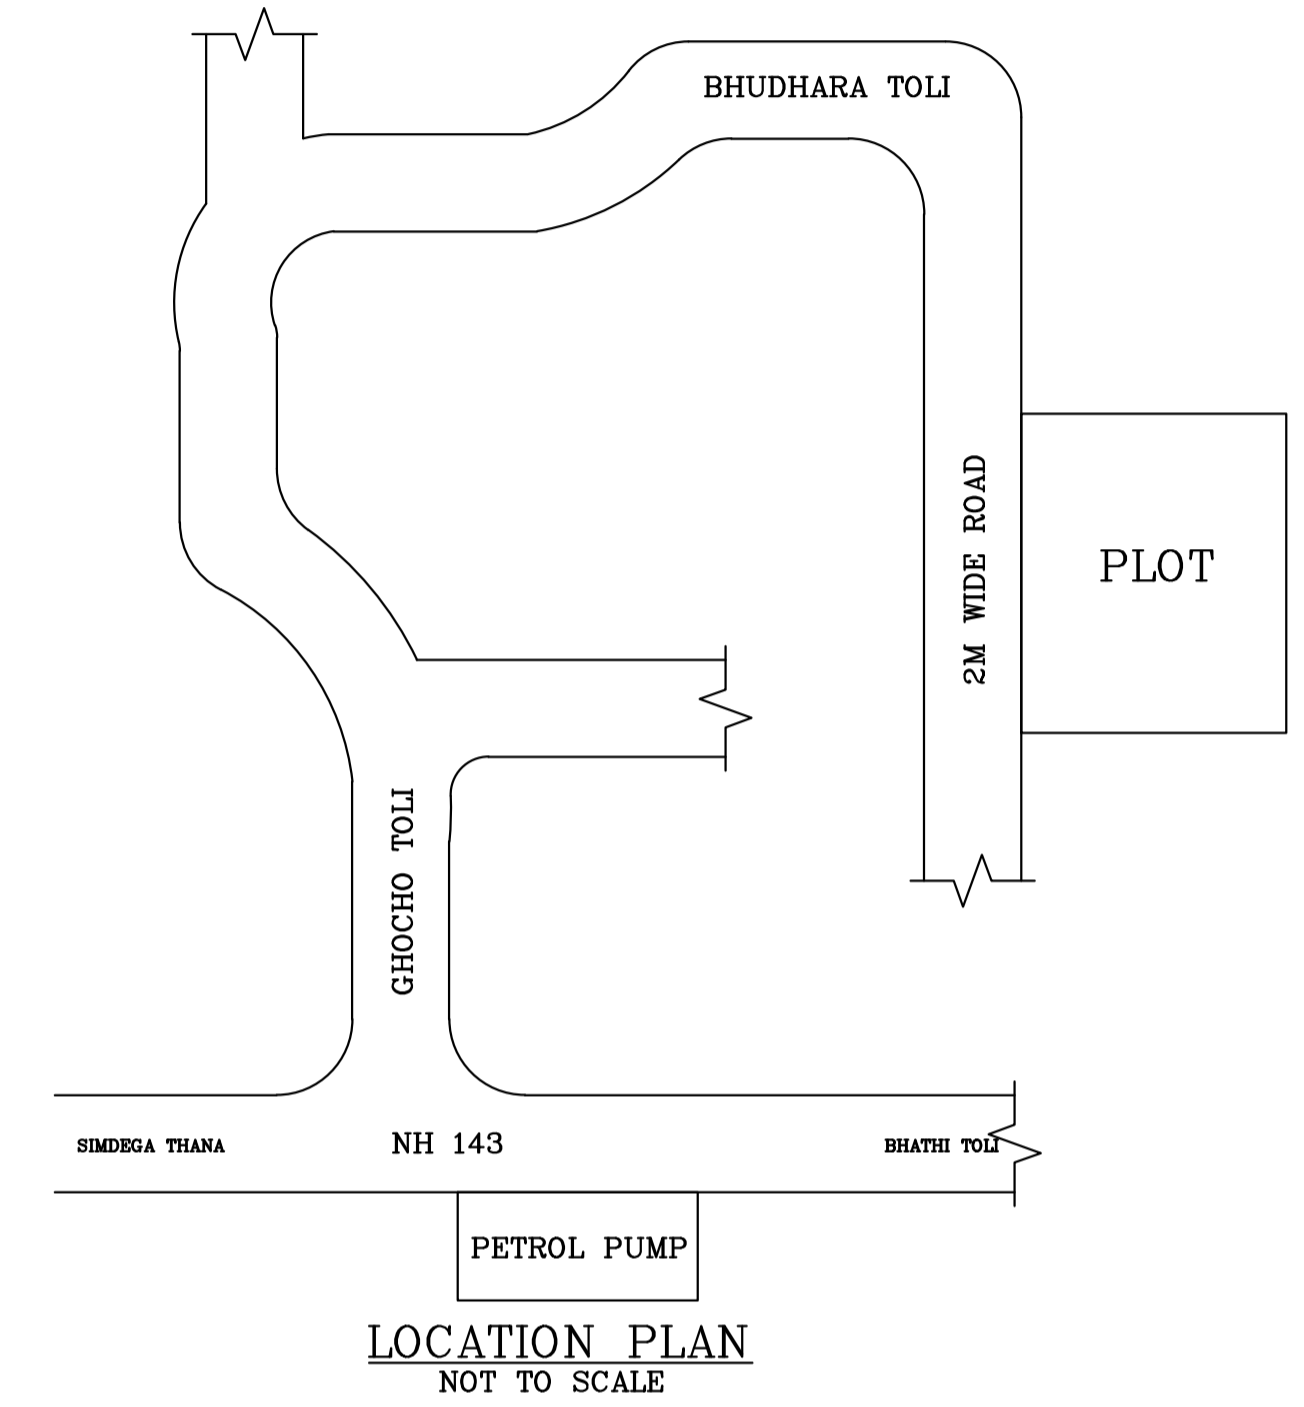 BHUDHARA TOLI
2M WIDE ROAD
PLOT
GHOCHO TOLI
SIMDEGA THANA
NH 143
BHATHI TOLI
PETROL PUMP
LOCATION PLAN
NOT TO SCALE